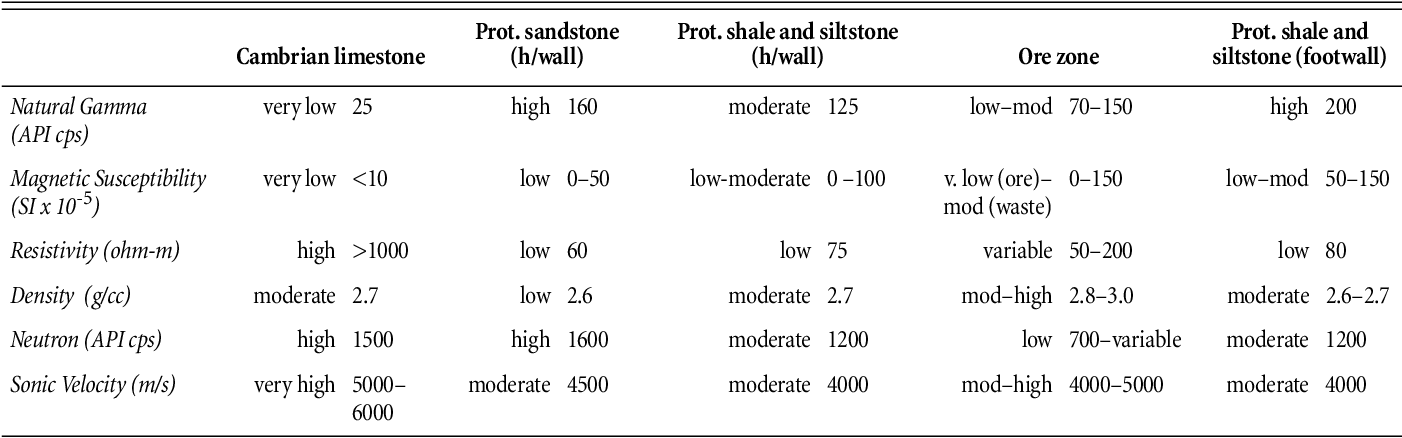 Cambrian limestone Prot. sandstone (h/wall) Prot. shale and siltstone (h/wall) Ore zone Prot. shale and siltstone (footwall)
Natural Gamma (API cps) very low 25 high 160 moderate 125 low–mod 70–150 high 200
Magnetic Susceptibility (SI x 10-5) very low <10 low 0–50 low-moderate 0 –100 v. low (ore)– mod (waste) 0–150 low–mod 50–150
Resistivity (ohm-m) high >1000 low 60 low 75 variable 50–200 low 80
Density (g/cc) moderate 2.7 low 2.6 moderate 2.7 mod–high 2.8–3.0 moderate 2.6–2.7
Neutron (API cps) high 1500 high 1600 moderate 1200 low 700–variable moderate 1200
Sonic Velocity (m/s) very high 5000–6000 moderate 4500 moderate 4000 mod–high 4000–5000 moderate 4000